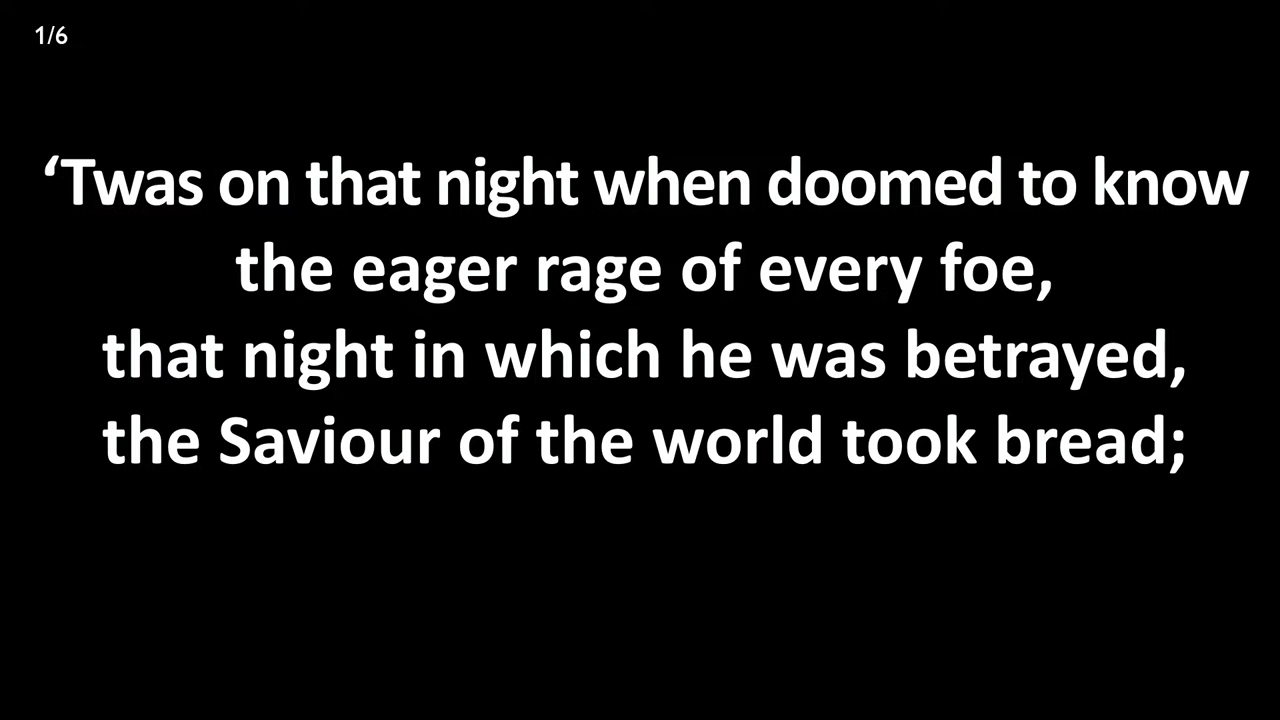 1/6
‘Twas on that night when doomed to know
the eager rage of every foe,
that night in which he was betrayed,
the Saviour of the world took bread;